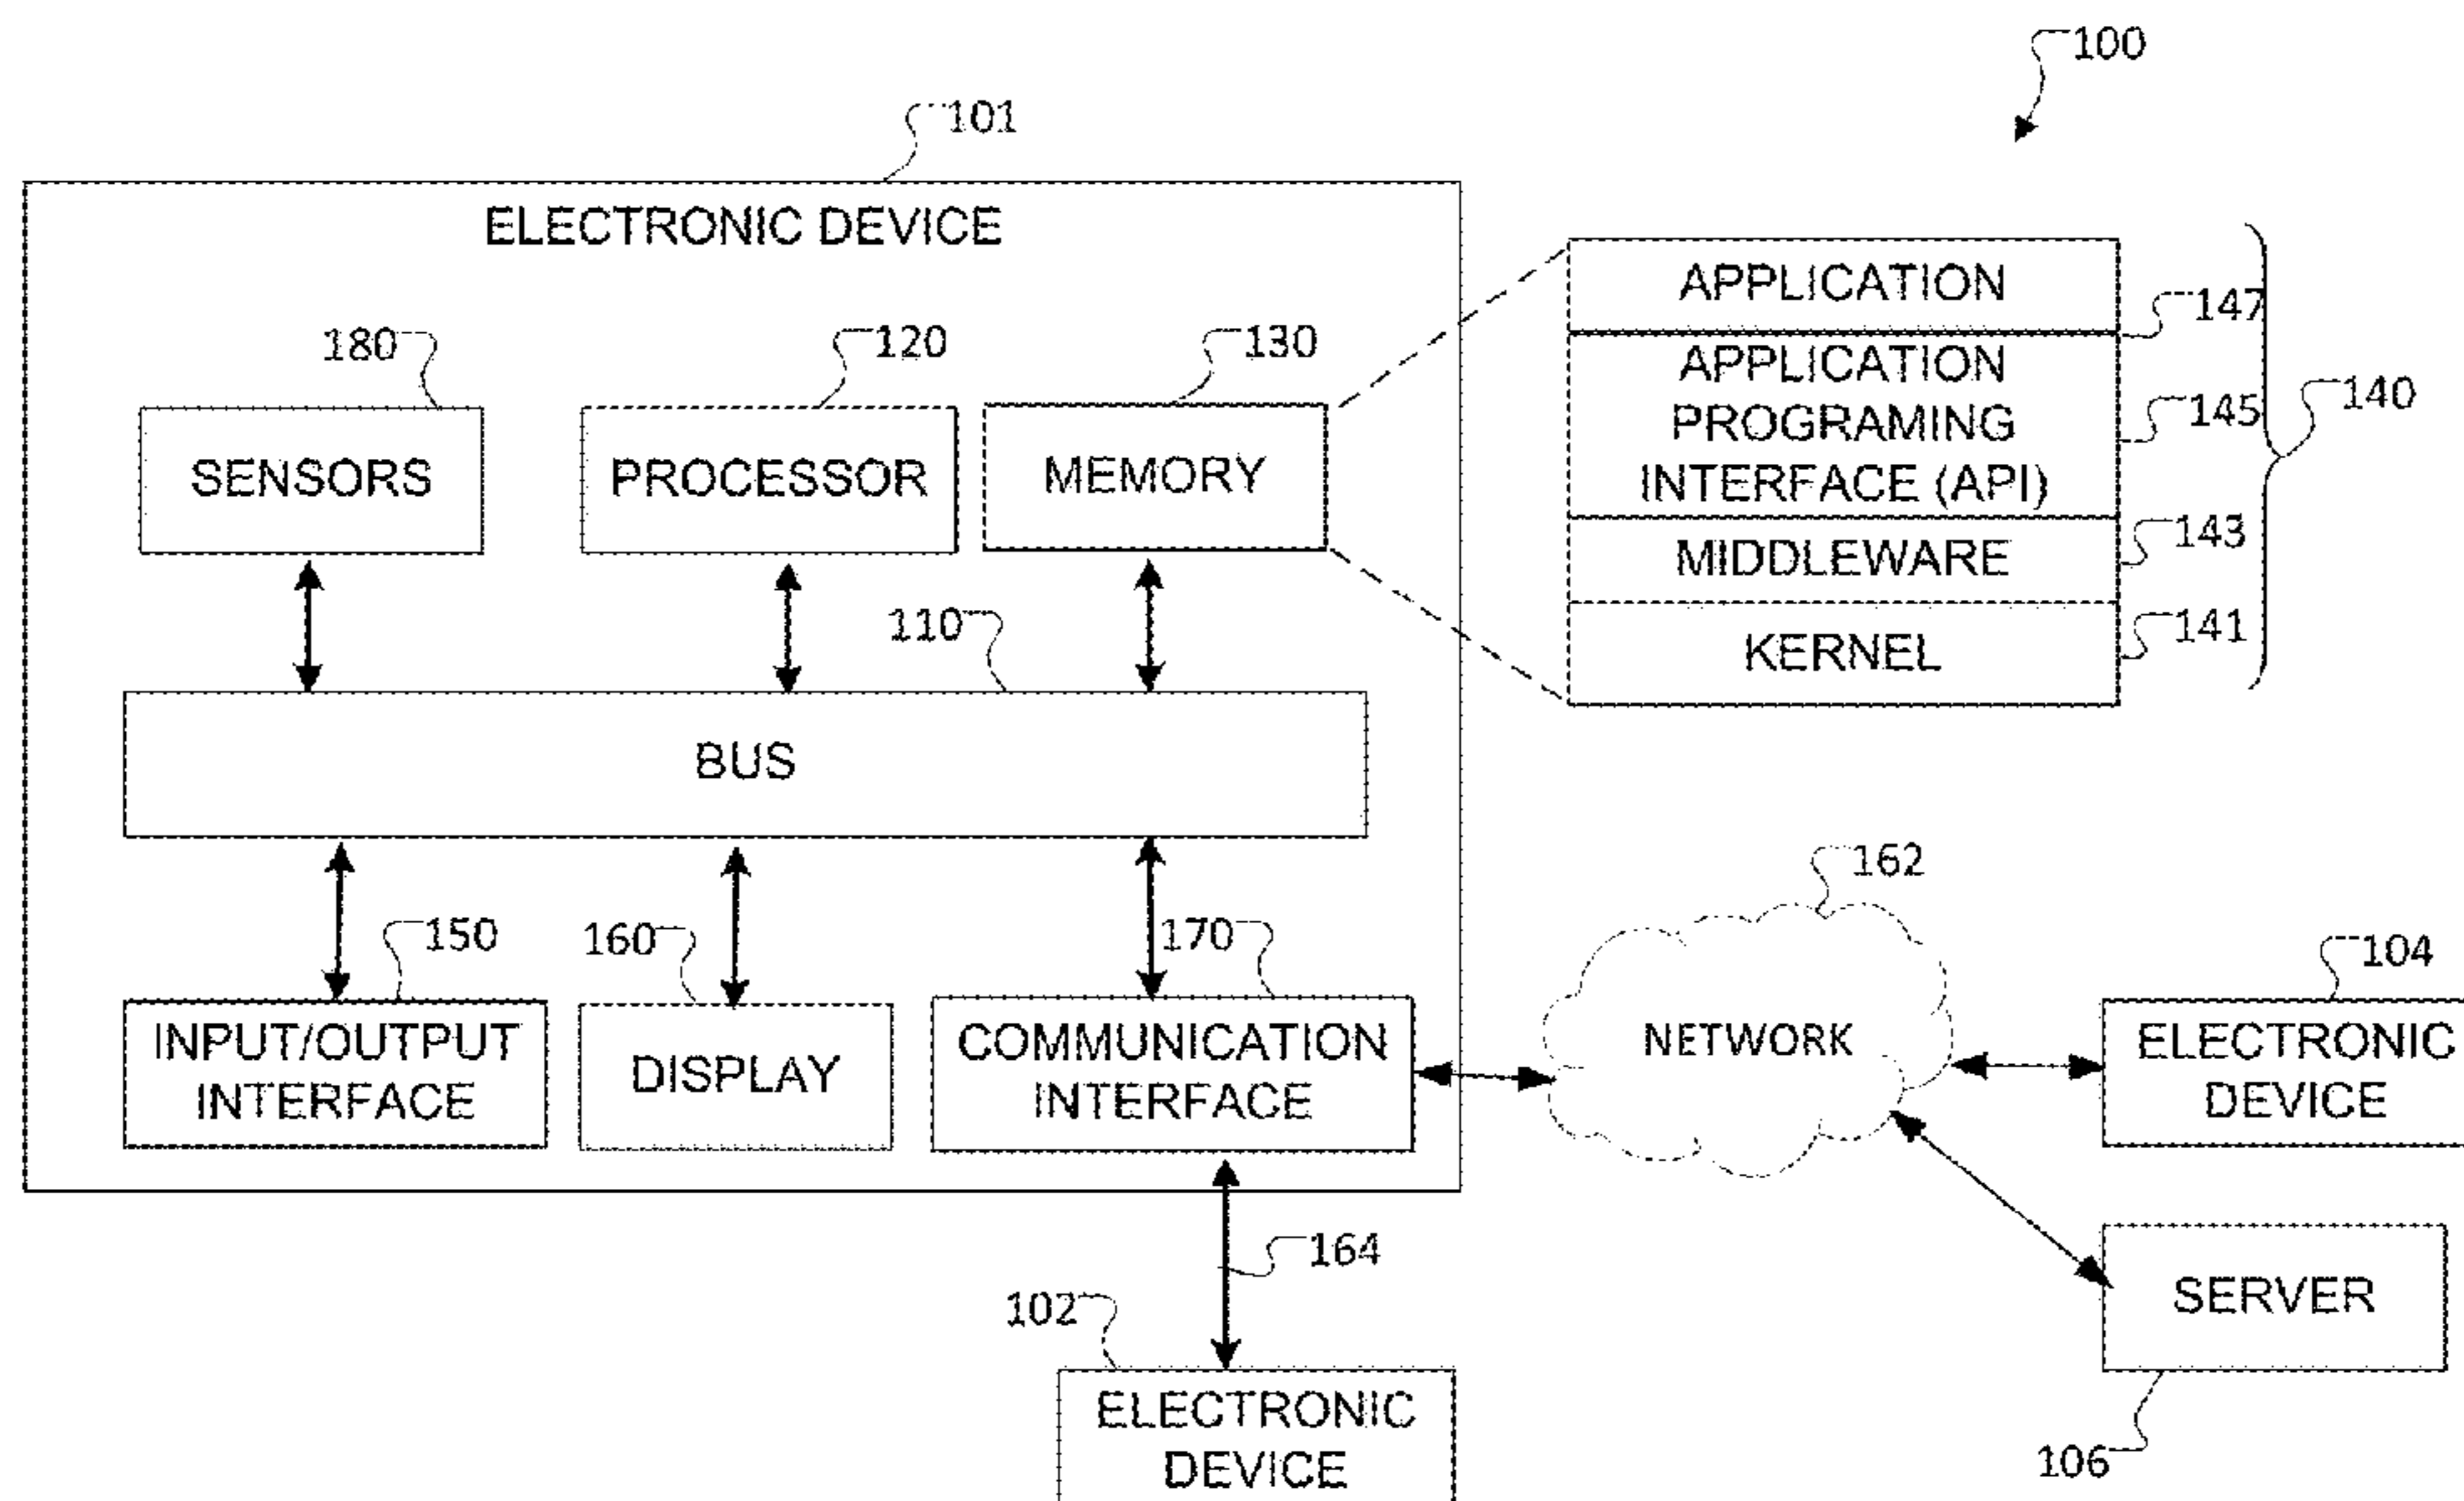 100
101
ELECTRONIC DEVICE
APPLICATION
147
180
120
130
APPLICATION
PROGRAMING
INTERFACE (API)
145
140
SENSORS
PROCESSOR
MEMORY
MIDDLEWARE
143
110
KERNEL
141
BUS
162
150
160
170
104
INPUT/OUTPUT
INTERFACE
DISPLAY
COMMUNICATION
INTERFACE
NETWORK
ELECTRONIC
DEVICE
164
102
SERVER
ELECTRONIC
DEVICE
106